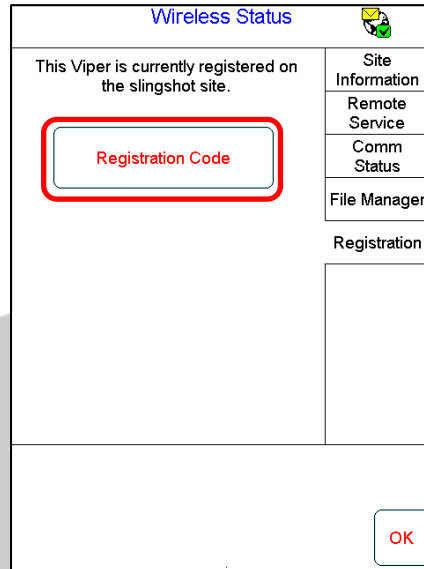 Wireless Status
This Viper is currently registered on
the slingshot site.
Registration Code
Site
Information
Remote
Service
Comm
Status
File Manager
Registration
OK